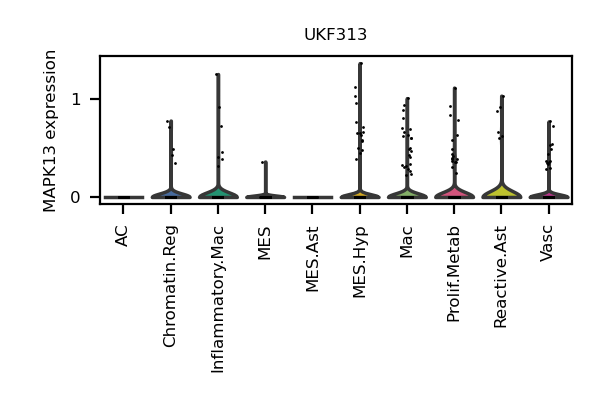 UKF313
MAPK13 expression
1
0
AC
Chromatin.Reg
Inflammatory.Mac
MES
MES.Ast
MES.Hyp
Mac
Prolif.Metab
Reactive.Ast
Vasc